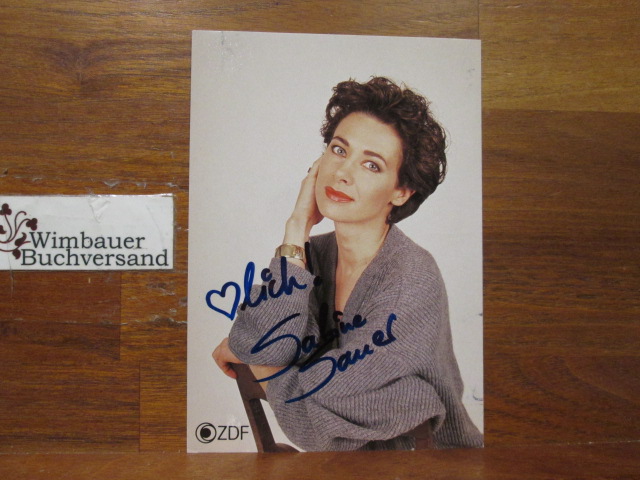 Wimbauer
Buchversand
♡lich!
Sabine
Sauer
ZDF